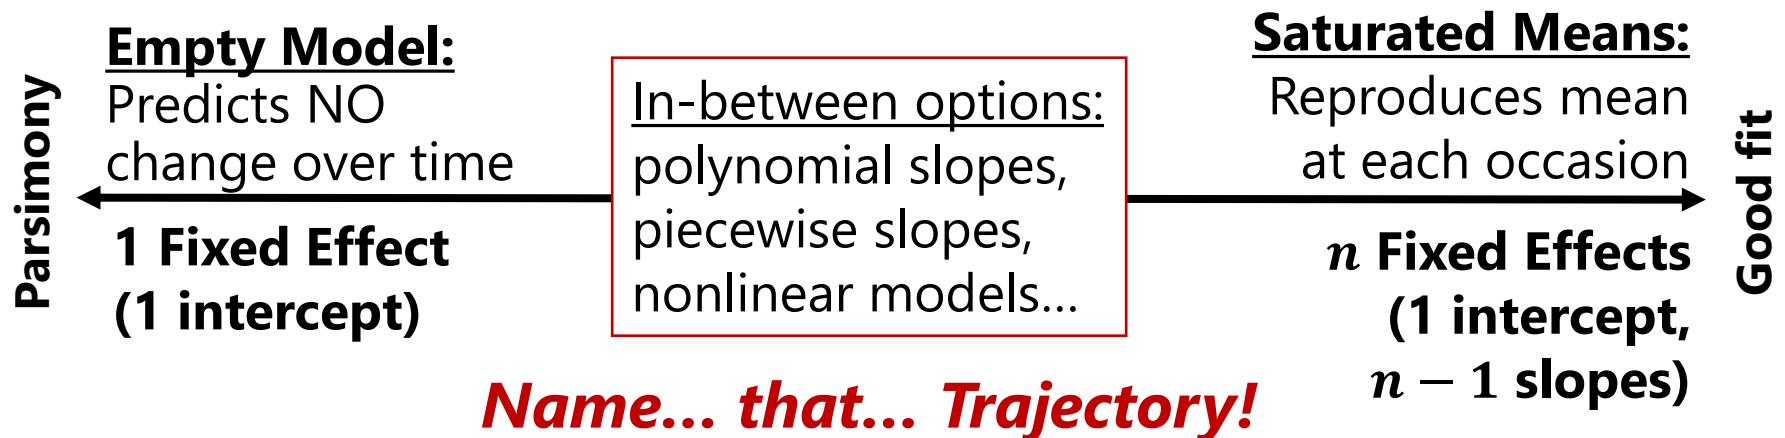 Parsimony
Empty Model:
Predicts NO
change over time
1 Fixed Effect
(1 intercept)
In-between options:
polynomial slopes,
piecewise slopes,
nonlinear models...
Saturated Means:
Reproduces mean
at each occasion
n Fixed Effects
(1 intercept,
n − 1 slopes)
Good fit
Name... that... Trajectory!